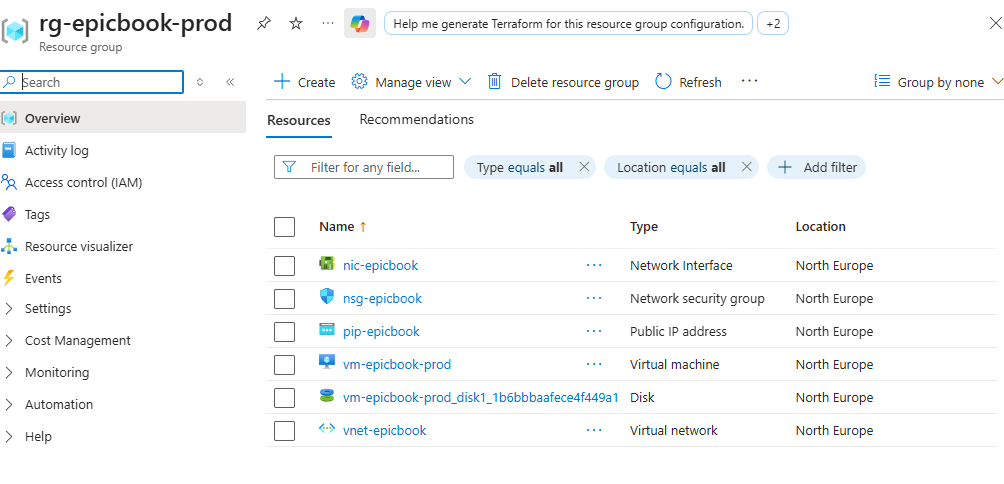 rg-epicbook-prod
Resource group
Help me generate Terraform for this resource group configuration.
+2
Search
Create
Manage view
Delete resource group
Refresh
Group by none
Overview
Activity log
Access control (IAM)
Tags
Resource visualizer
Events
Settings
Cost Management
Monitoring
Automation
Help
Resources Recommendations
Filter for any field...
Type equals all
Location equals all
Add filter
Name ↑ Type Location
nic-epicbook ... Network Interface North Europe
nsg-epicbook ... Network security group North Europe
pip-epicbook ... Public IP address North Europe
vm-epicbook-prod ... Virtual machine North Europe
vm-epicbook-prod_disk1_1b6bbbaafece4f449a1 Disk North Europe
vnet-epicbook ... Virtual network North Europe